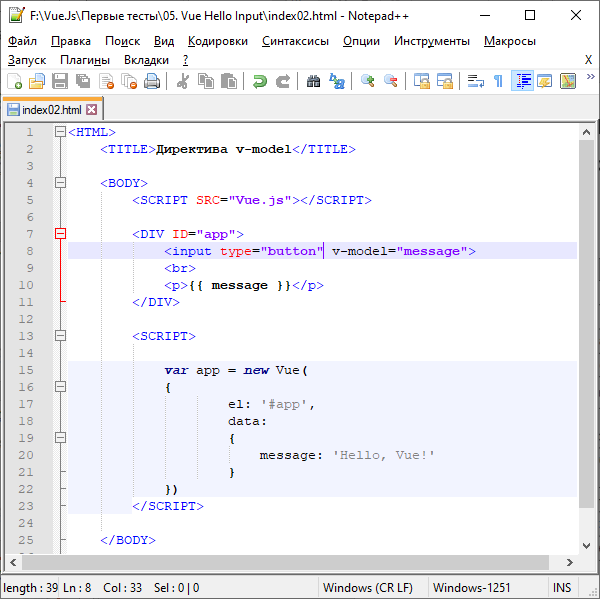 F:\Vue.Js\Первые тесты\05. Vue Hello Input\index02.html - Notepad++
Файл Правка Поиск Вид Кодировки Синтаксисы Опции Инструменты Макросы
Запуск Плагины Вкладки ? X
index02.html
1 <HTML>
2 <TITLE>Директива v-model</TITLE>
3
4 <BODY>
5 <SCRIPT SRC="Vue.js"></SCRIPT>
6
7 <DIV ID="app">
8 <input type="button" v-model="message">
9 <br>
10 <p>{{ message }}</p>
11 </DIV>
12
13 <SCRIPT>
14
15 var app = new Vue(
16 {
17 el: '#app',
18 data:
19 {
20 message: 'Hello, Vue!'
21 }
22 })
23 </SCRIPT>
24
25 </BODY>
length : 39 Ln : 8 Col : 33 Sel : 0 | 0 Windows (CR LF) Windows-1251 INS